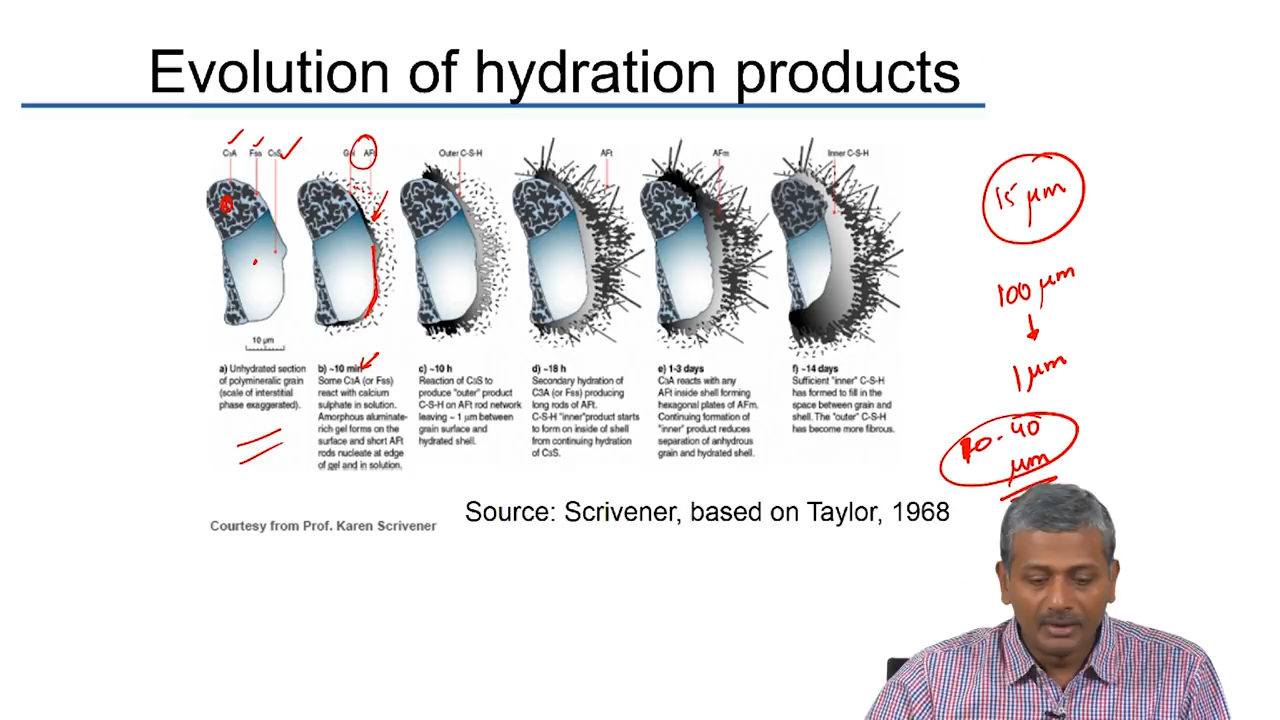 Evolution of hydration products
C3A Fss C3S
Gel AFt
Outer C-S-H
AFt
AFm
Inner C-S-H
10 µm
a) Unhydrated section
of polymineralic grain
(scale of interstitial
phase exaggerated).
b) ~10 min
Some C3A (or Fss)
react with calcium
sulphate in solution.
Amorphous aluminate-
rich gel forms on the
surface and short AFt
rods nucleate at edge
of gel and in solution.
c) ~10 h
Reaction of C3S to
produce "outer" product
C-S-H on AFt rod network
leaving ~ 1 µm between
grain surface and
hydrated shell.
d) ~18 h
Secondary hydration of
C3A (or Fss) producing
long rods of AFt.
C-S-H "inner"product starts
to form on inside of shell
from continuing hydration
of C3S.
e) 1-3 days
C3A reacts with any
AFt inside shell forming
hexagonal plates of AFm.
Continuing formation of
"inner" product reduces
separation of anhydrous
grain and hydrated shell.
f) ~14 days
Sufficient "inner" C-S-H
has formed to fill in the
space between grain and
shell. The "outer" C-S-H
has become more fibrous.
15 µm
100 µm
1 µm
10-40
µm
Source: Scrivener, based on Taylor, 1968
Courtesy from Prof. Karen Scrivener